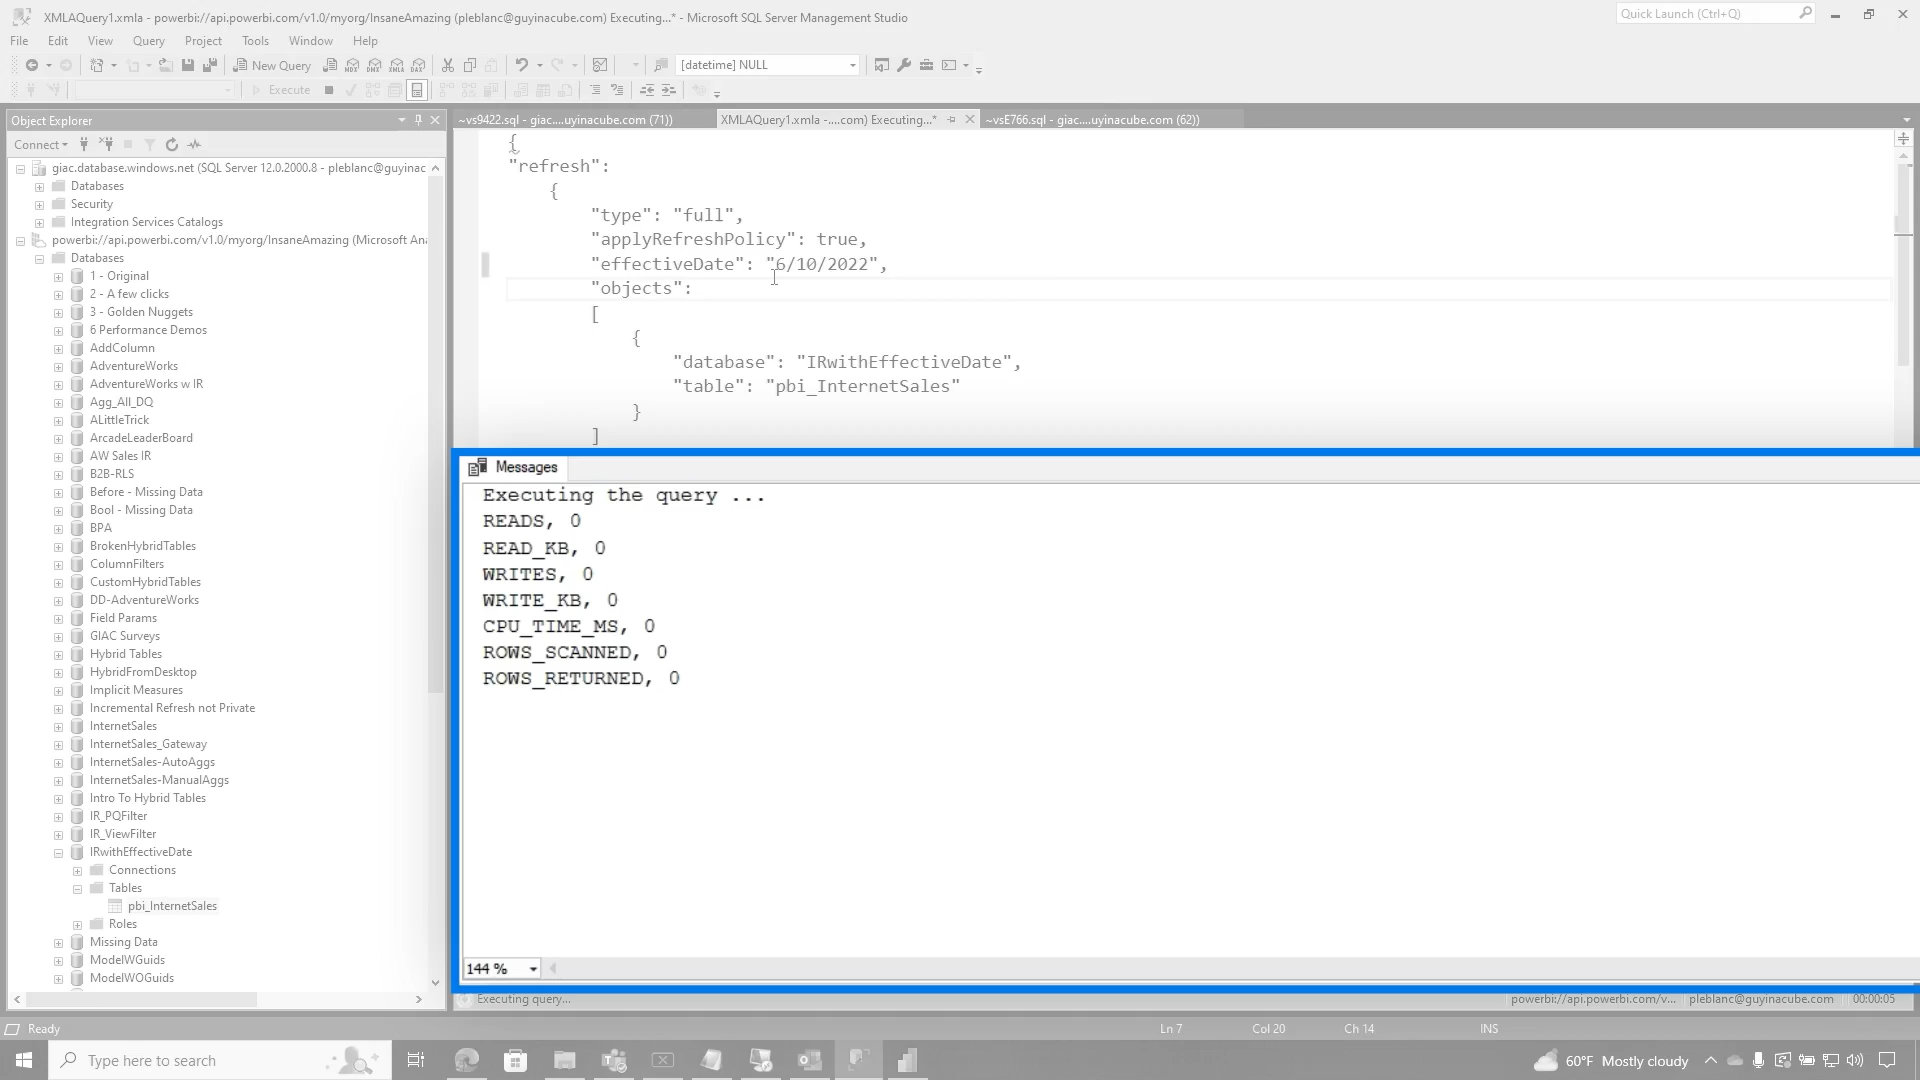 XMLAQuery1.xmla - powerbi://api.powerbi.com/v1.0/myorg/InsaneAmazing (pleblanc@guyinacube.com) Executing...* - Microsoft SQL Server Management Studio
Quick Launch (Ctrl+Q)
File Edit View Query Project Tools Window Help
New Query
[datetime] NULL
Execute
Object Explorer
~vs9422.sql - giac....uyinacube.com (71))
XMLAQuery1.xmla -....com) Executing...*
~vsE766.sql - giac....uyinacube.com (62))
Connect
giac.database.windows.net (SQL Server 12.0.2000.8 - pleblanc@guyinac
Databases
Security
Integration Services Catalogs
powerbi://api.powerbi.com/v1.0/myorg/InsaneAmazing (Microsoft Ana
Databases
1 - Original
2 - A few clicks
3 - Golden Nuggets
6 Performance Demos
AddColumn
AdventureWorks
AdventureWorks w IR
Agg_All_DQ
ALittleTrick
ArcadeLeaderBoard
AW Sales IR
B2B-RLS
Before - Missing Data
Bool - Missing Data
BPA
BrokenHybridTables
ColumnFilters
CustomHybridTables
DD-AdventureWorks
Field Params
GIAC Surveys
Hybrid Tables
HybridFromDesktop
Implicit Measures
Incremental Refresh not Private
InternetSales
InternetSales_Gateway
InternetSales-AutoAggs
InternetSales-ManualAggs
Intro To Hybrid Tables
IR_PQFilter
IR_ViewFilter
IRwithEffectiveDate
Connections
Tables
pbi_InternetSales
Roles
Missing Data
ModelWGuids
ModelWOGuids
{
"refresh":
{
"type": "full",
"applyRefreshPolicy": true,
"effectiveDate": "6/10/2022",
"objects":
[
{
"database": "IRwithEffectiveDate",
"table": "pbi_InternetSales"
}
]
Messages
Executing the query ...
READS, 0
READ_KB, 0
WRITES, 0
WRITE_KB, 0
CPU_TIME_MS, 0
ROWS_SCANNED, 0
ROWS_RETURNED, 0
144 %
Executing query...
powerbi://api.powerbi.com/v...
pleblanc@guyinacube.com
00:00:05
Ready
Ln 7
Col 20
Ch 14
INS
Type here to search
60°F Mostly cloudy